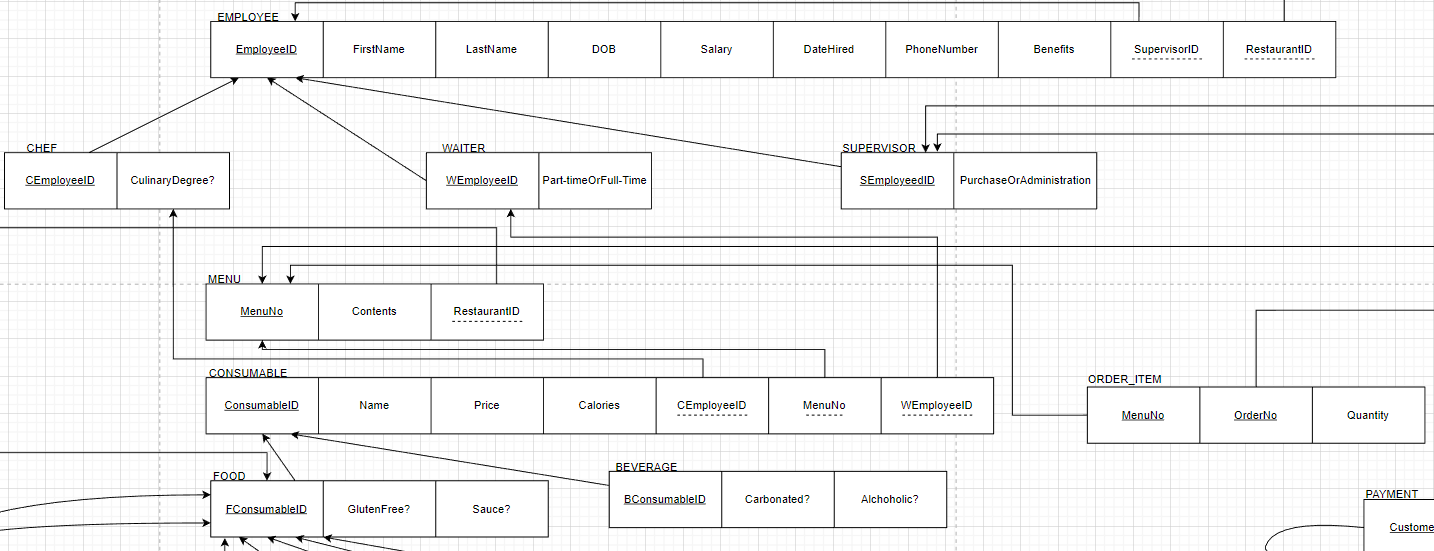 EMPLOYEE
EmployeeID FirstName LastName DOB Salary DateHired PhoneNumber Benefits SupervisorID RestaurantID
CHEF
CEmployeeID CulinaryDegree?
WAITER
WEmployeeID Part-timeOrFull-Time
SUPERVISOR
SEmployeedID PurchaseOrAdministration
MENU
MenuNo Contents RestaurantID
CONSUMABLE
ConsumableID Name Price Calories CEmployeeID MenuNo WEmployeeID
ORDER_ITEM
MenuNo OrderNo Quantity
FOOD
FConsumableID GlutenFree? Sauce?
BEVERAGE
BConsumableID Carbonated? Alchoholic?
PAYMENT
Custome